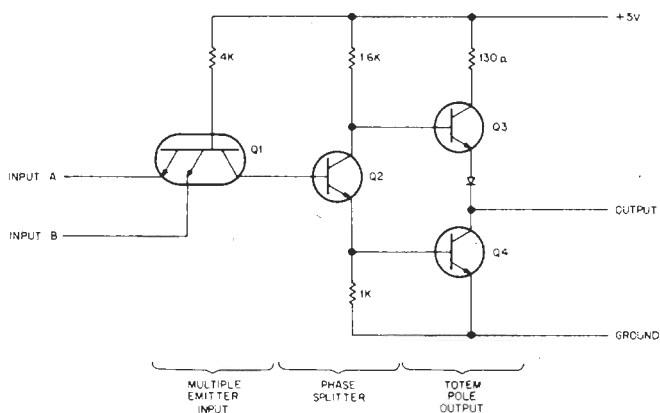 +5V
4K
1.6K
130Ω
Q1
Q3
INPUT A
Q2
OUTPUT
INPUT B
Q4
1K
GROUND
MULTIPLE
EMITTER
INPUT
PHASE
SPLITTER
TOTEM
POLE
OUTPUT